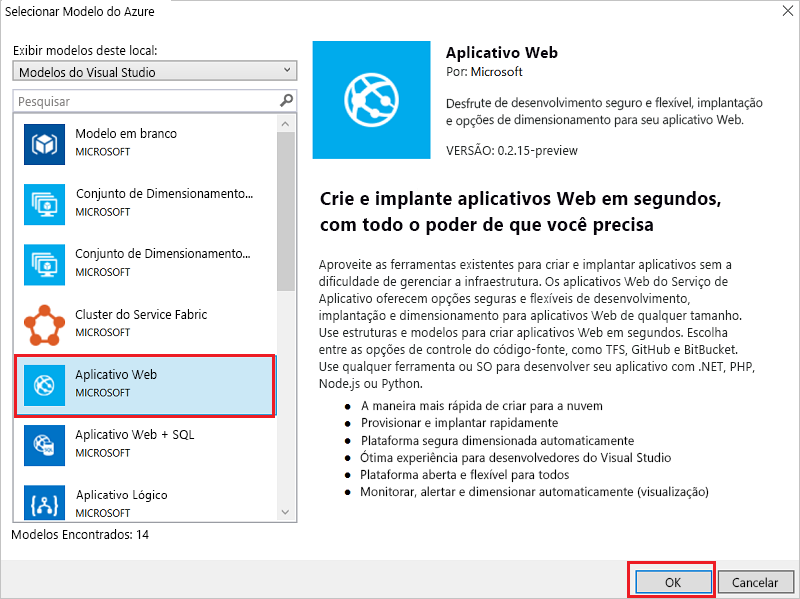 Selecionar Modelo do Azure
Exibir modelos deste local:
Modelos do Visual Studio
Pesquisar
Modelo em branco
MICROSOFT
Conjunto de Dimensionamento...
MICROSOFT
Conjunto de Dimensionamento...
MICROSOFT
Cluster do Service Fabric
MICROSOFT
Aplicativo Web
MICROSOFT
Aplicativo Web + SQL
MICROSOFT
Aplicativo Lógico
MICROSOFT
Modelos Encontrados: 14
Aplicativo Web
Por: Microsoft
Desfrute de desenvolvimento seguro e flexível, implantação
e opções de dimensionamento para seu aplicativo Web.
VERSÃO: 0.2.15-preview
Crie e implante aplicativos Web em segundos,
com todo o poder de que você precisa
Aproveite as ferramentas existentes para criar e implantar aplicativos sem a
dificuldade de gerenciar a infraestrutura. Os aplicativos Web do Serviço de
Aplicativo oferecem opções seguras e flexíveis de desenvolvimento,
implantação e dimensionamento para aplicativos Web de qualquer tamanho.
Use estruturas e modelos para criar aplicativos Web em segundos. Escolha
entre as opções de controle do código-fonte, como TFS, GitHub e BitBucket.
Use qualquer ferramenta ou SO para desenvolver seu aplicativo com .NET, PHP,
Node.js ou Python.
• A maneira mais rápida de criar para a nuvem
• Provisionar e implantar rapidamente
• Plataforma segura dimensionada automaticamente
• Ótima experiência para desenvolvedores do Visual Studio
• Plataforma aberta e flexível para todos
• Monitorar, alertar e dimensionar automaticamente (visualização)
OK
Cancelar